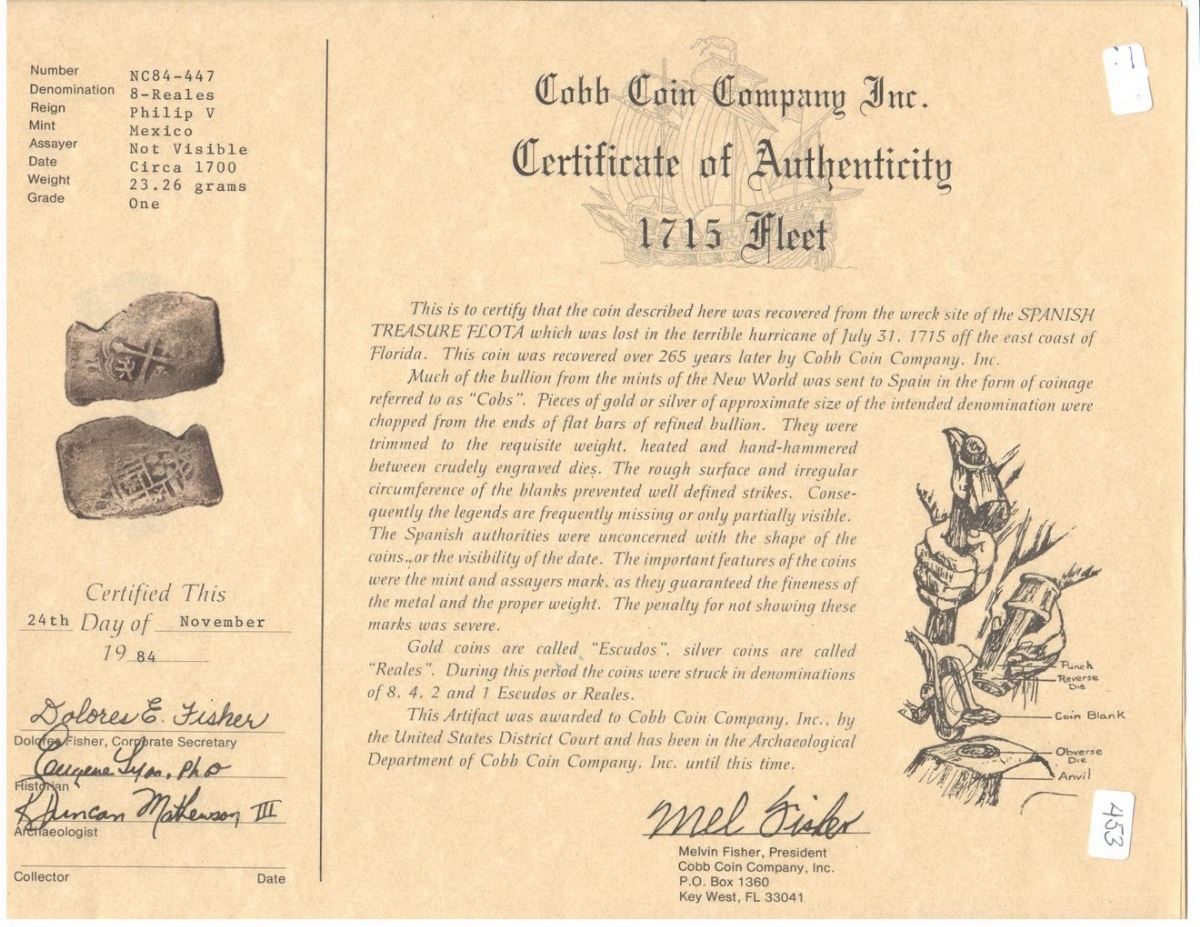 Number NC84-447
Denomination 8-Reales
Reign Philip V
Mint Mexico
Assayer Not Visible
Date Circa 1700
Weight 23.26 grams
Grade One
Certified This
24th Day of November
19 84
Dolores E. Fisher
Dolores Fisher, Corporate Secretary
Eugene Lyon, PhD
Historian
R Duncan Mathewson III
Archaeologist
Collector Date
Cobb Coin Company Inc.
Certificate of Authenticity
1715 Fleet
This is to certify that the coin described here was recovered from the wreck site of the SPANISH
TREASURE FLOTA which was lost in the terrible hurricane of July 31, 1715 off the east coast of
Florida. This coin was recovered over 265 years later by Cobb Coin Company, Inc.
Much of the bullion from the mints of the New World was sent to Spain in the form of coinage
referred to as "Cobs". Pieces of gold or silver of approximate size of the intended denomination were
chopped from the ends of flat bars of refined bullion. They were
trimmed to the requisite weight, heated and hand-hammered
between crudely engraved dies. The rough surface and irregular
circumference of the blanks prevented well defined strikes. Conse-
quently the legends are frequently missing or only partially visible.
The Spanish authorities were unconcerned with the shape of the
coins, or the visibility of the date. The important features of the coins
were the mint and assayers mark, as they guaranteed the fineness of
the metal and the proper weight. The penalty for not showing these
marks was severe.
Gold coins are called "Escudos", silver coins are called
"Reales". During this period the coins were struck in denominations
of 8, 4, 2 and 1 Escudos or Reales.
This Artifact was awarded to Cobb Coin Company, Inc., by
the United States District Court and has been in the Archaeological
Department of Cobb Coin Company, Inc. until this time.
Punch
Reverse
Die
Coin Blank
Obverse
Die
Anvil
453
Mel Fisher
Melvin Fisher, President
Cobb Coin Company, Inc.
P.O. Box 1360
Key West, FL 33041